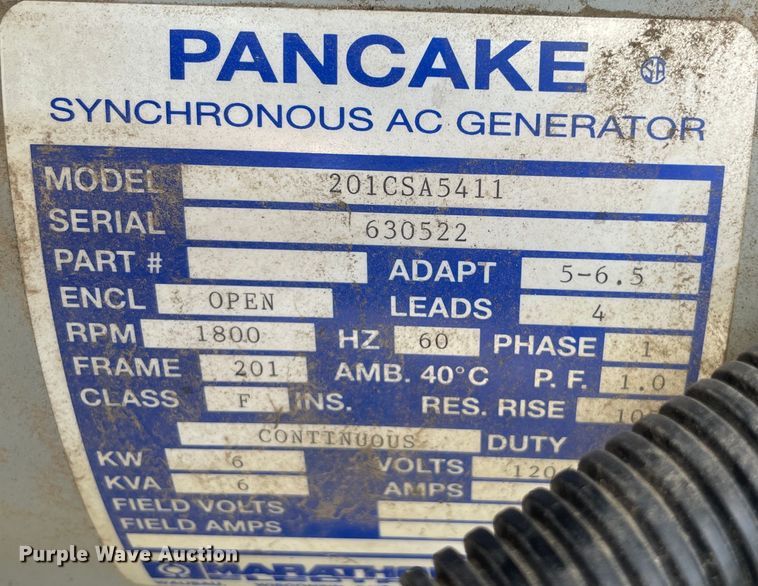 PANCAKE SA
SYNCHRONOUS AC GENERATOR
MODEL 201CSA5411
SERIAL 630522
PART # ADAPT 5-6.5
ENCL OPEN LEADS 4
RPM 1800 HZ 60 PHASE 1
FRAME 201 AMB. 40°C P.F. 1.0
CLASS F INS. RES. RISE
CONTINUOUS DUTY
KW 6 VOLTS 120
KVA 6 AMPS
FIELD VOLTS
FIELD AMPS
Purple Wave Auction